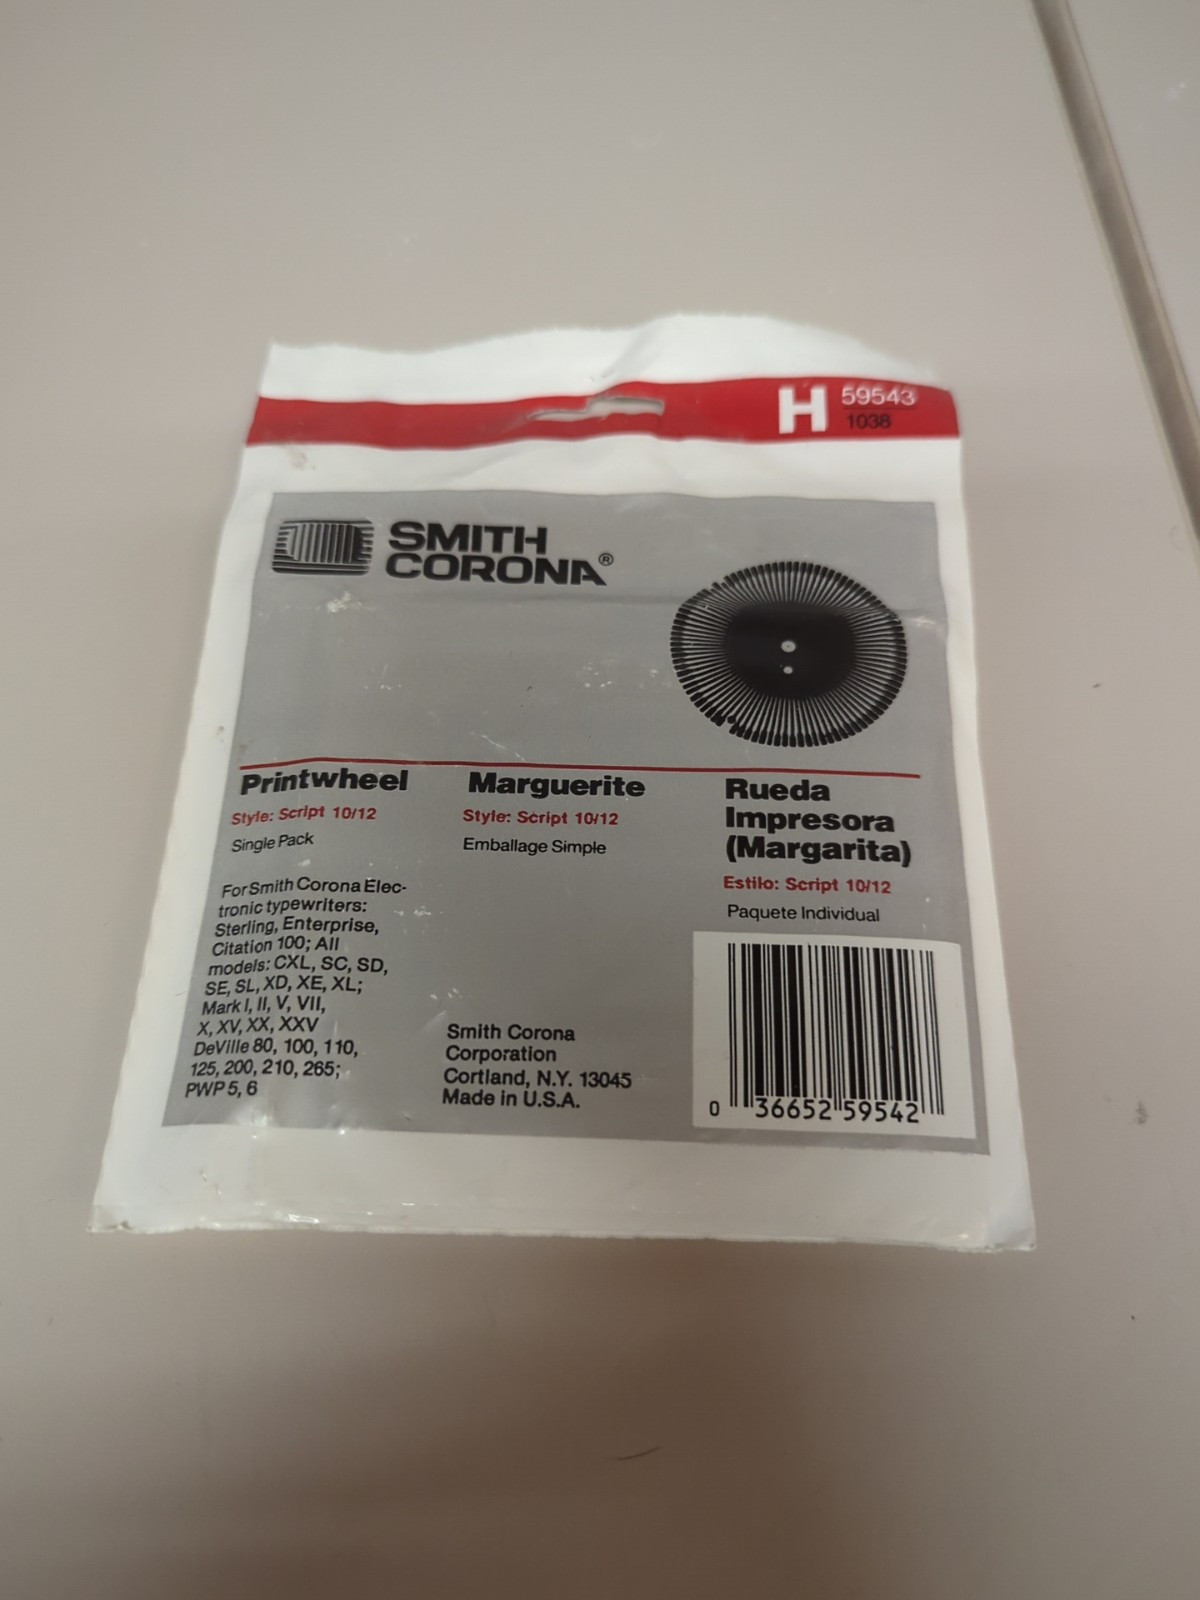 H 59543
1038
SMITH
CORONA®
Printwheel
Style: Script 10/12
Single Pack
For Smith Corona Elec-
tronic typewriters:
Sterling, Enterprise,
Citation 100; All
models: CXL, SC, SD,
SE, SL, XD, XE, XL;
Mark I, II, V, VII,
X, XV, XX, XXV
DeVille 80, 100, 110,
125, 200, 210, 265;
PWP 5, 6
Marguerite
Style: Script 10/12
Emballage Simple
Smith Corona
Corporation
Cortland, N.Y. 13045
Made in U.S.A.
Rueda
Impresora
(Margarita)
Estilo: Script 10/12
Paquete Individual
0 36652 59542